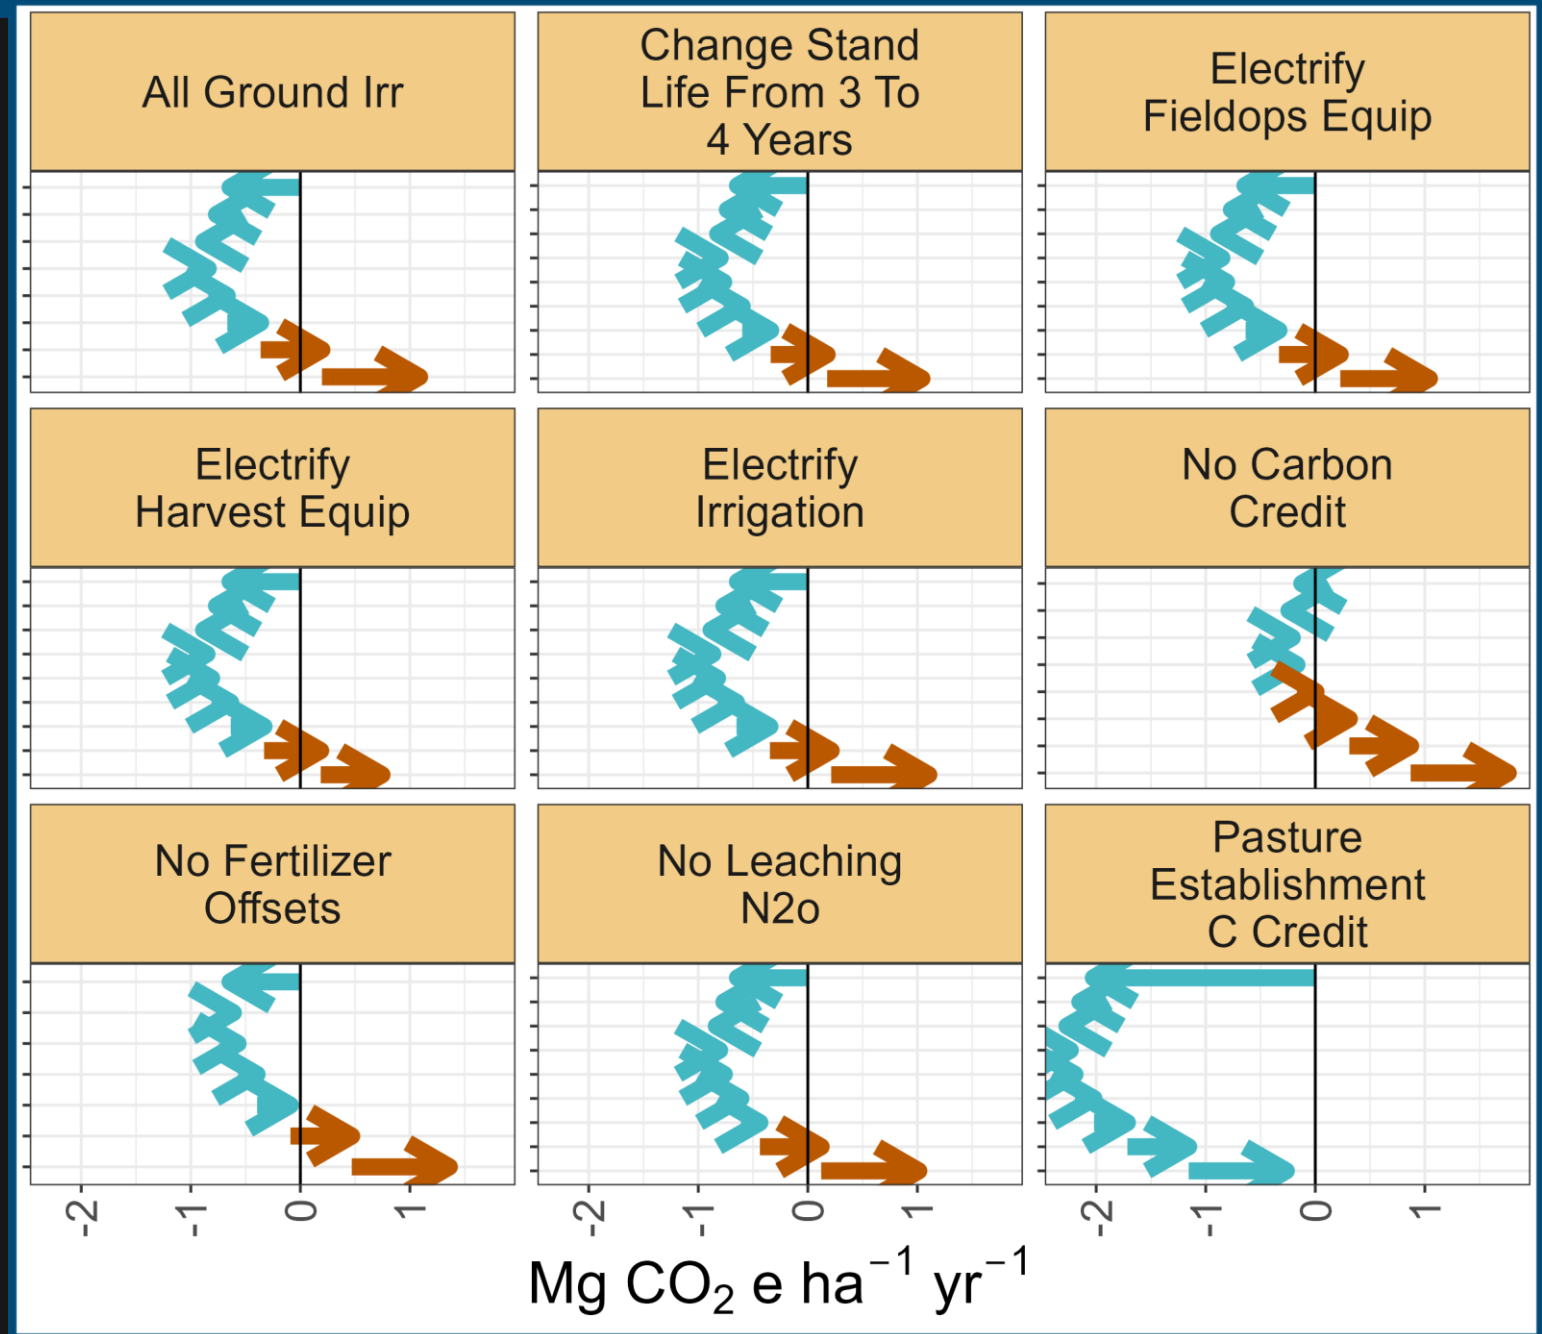 All Ground Irr
Change Stand
Life From 3 To
4 Years
Electrify
Fieldops Equip
Electrify
Harvest Equip
Electrify
Irrigation
No Carbon
Credit
No Fertilizer
Offsets
No Leaching
N2o
Pasture
Establishment
C Credit
-2 -1 0 1 -2 -1 0 1 -2 -1 0 1
Mg CO₂ e ha⁻¹ yr⁻¹